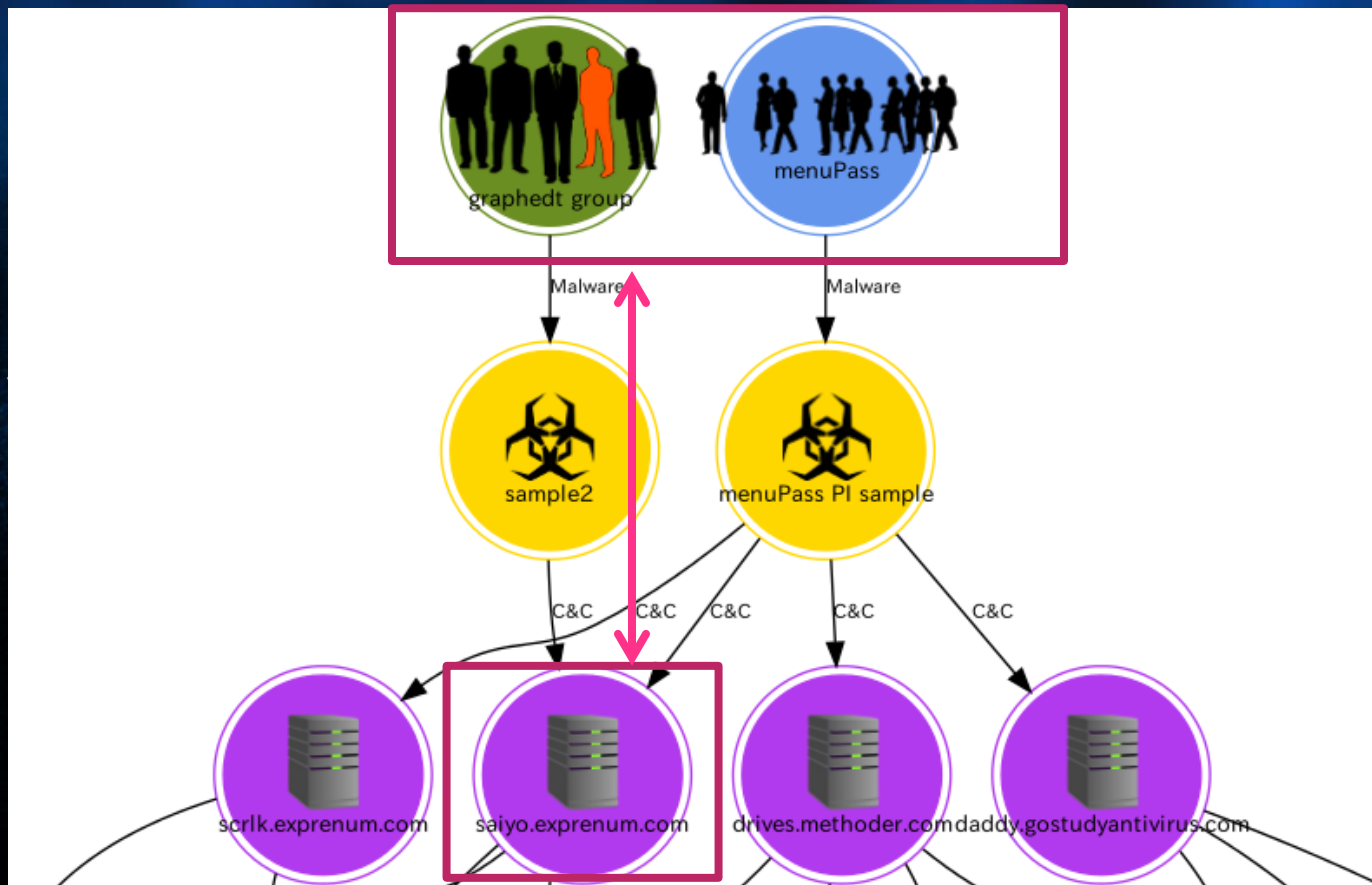 graphedt group
menuPass
Malware
Malware
sample2
menuPass PI sample
C&C
C&C
C&C
C&C
C&C
scrlk.exprenum.com
saiyo.exprenum.com
drives.methoder.com
daddy.gostudyantivirus.com